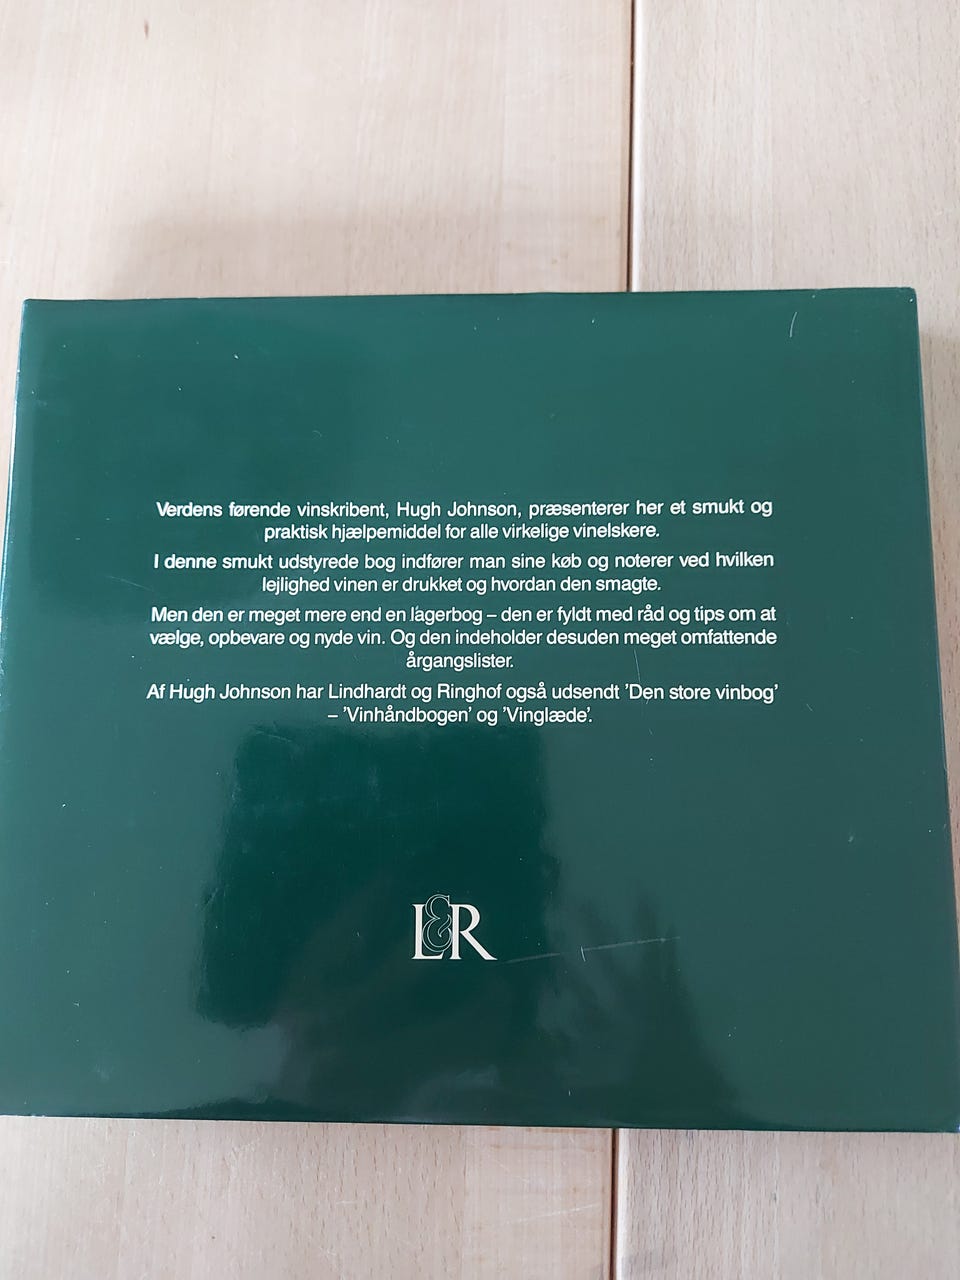 Verdens førende vinskribent, Hugh Johnson, præsenterer her et smukt og
praktisk hjælpemiddel for alle virkelige vinelskere.
I denne smukt udstyrede bog indfører man sine køb og noterer ved hvilken
lejlighed vinen er drukket og hvordan den smagte.
Men den er meget mere end en lagerbog – den er fyldt med råd og tips om at
vælge, opbevare og nyde vin. Og den indeholder desuden meget omfattende
årgangslister.
Af Hugh Johnson har Lindhardt og Ringhof også udsendt 'Den store vinbog'
– 'Vinhåndbogen' og 'Vinglæde'.
L&R